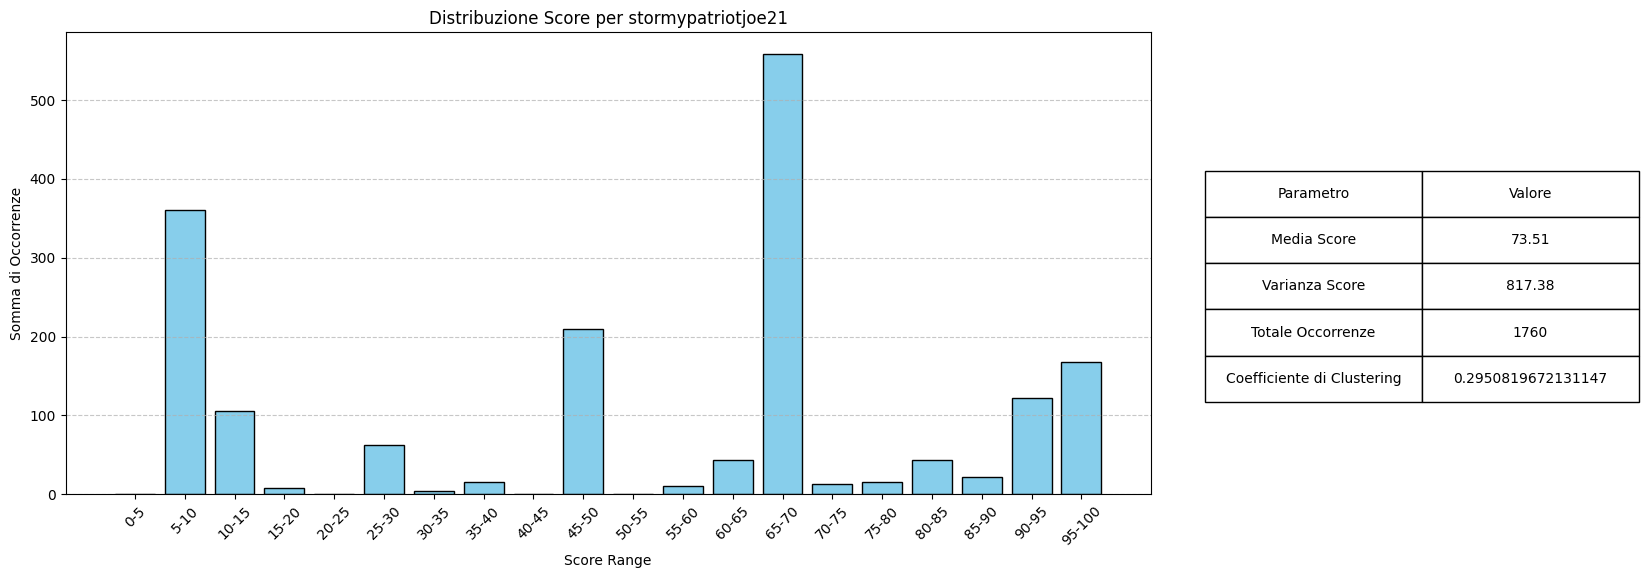 Distribuzione Score per stormypatriotjoe21
Somma di Occorrenze
500
400
300
200
100
0
0-5 5-10 10-15 15-20 20-25 25-30 30-35 35-40 40-45 45-50 50-55 55-60 60-65 65-70 70-75 75-80 80-85 85-90 90-95 95-100
Score Range
Parametro Valore
Media Score 73.51
Varianza Score 817.38
Totale Occorrenze 1760
Coefficiente di Clustering 0.2950819672131147